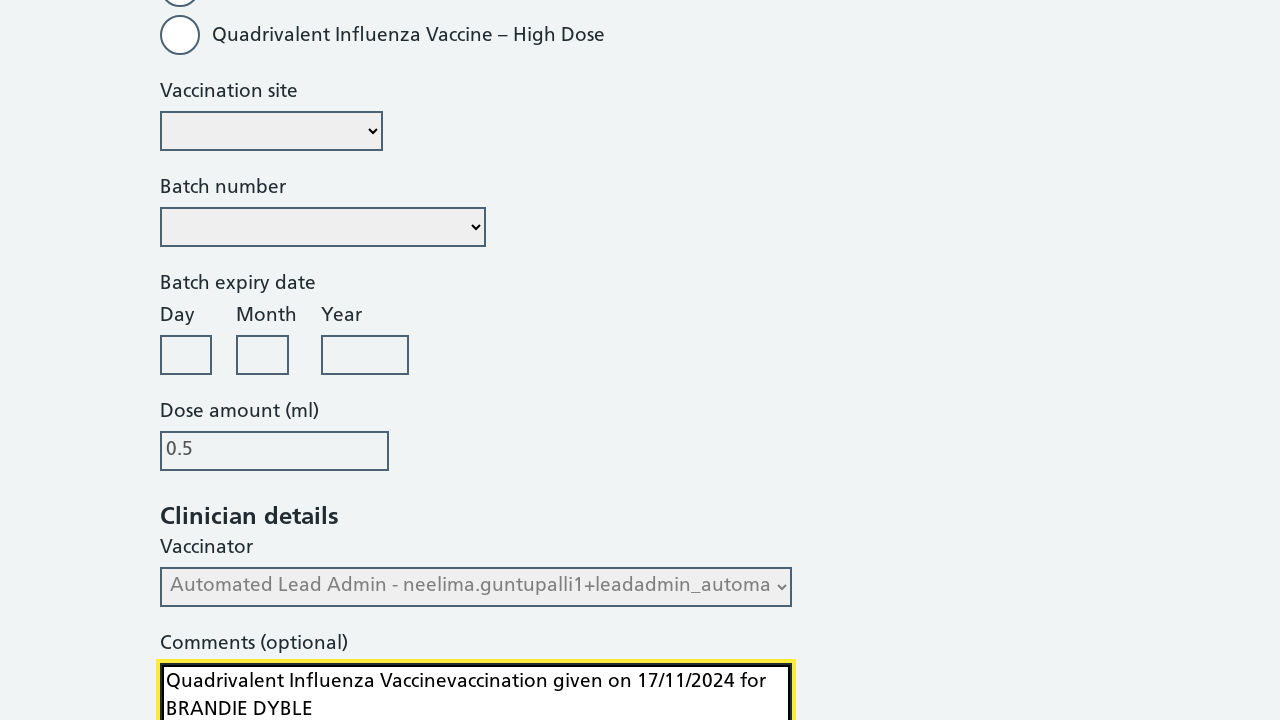 Quadrivalent Influenza Vaccine – High Dose
Vaccination site
Batch number
Batch expiry date
Day Month Year
Dose amount (ml)
0.5
Clinician details
Vaccinator
Automated Lead Admin - neelima.guntupalli1+leadadmin_automa
Comments (optional)
Quadrivalent Influenza Vaccinevaccination given on 17/11/2024 for
BRANDIE DYBLE